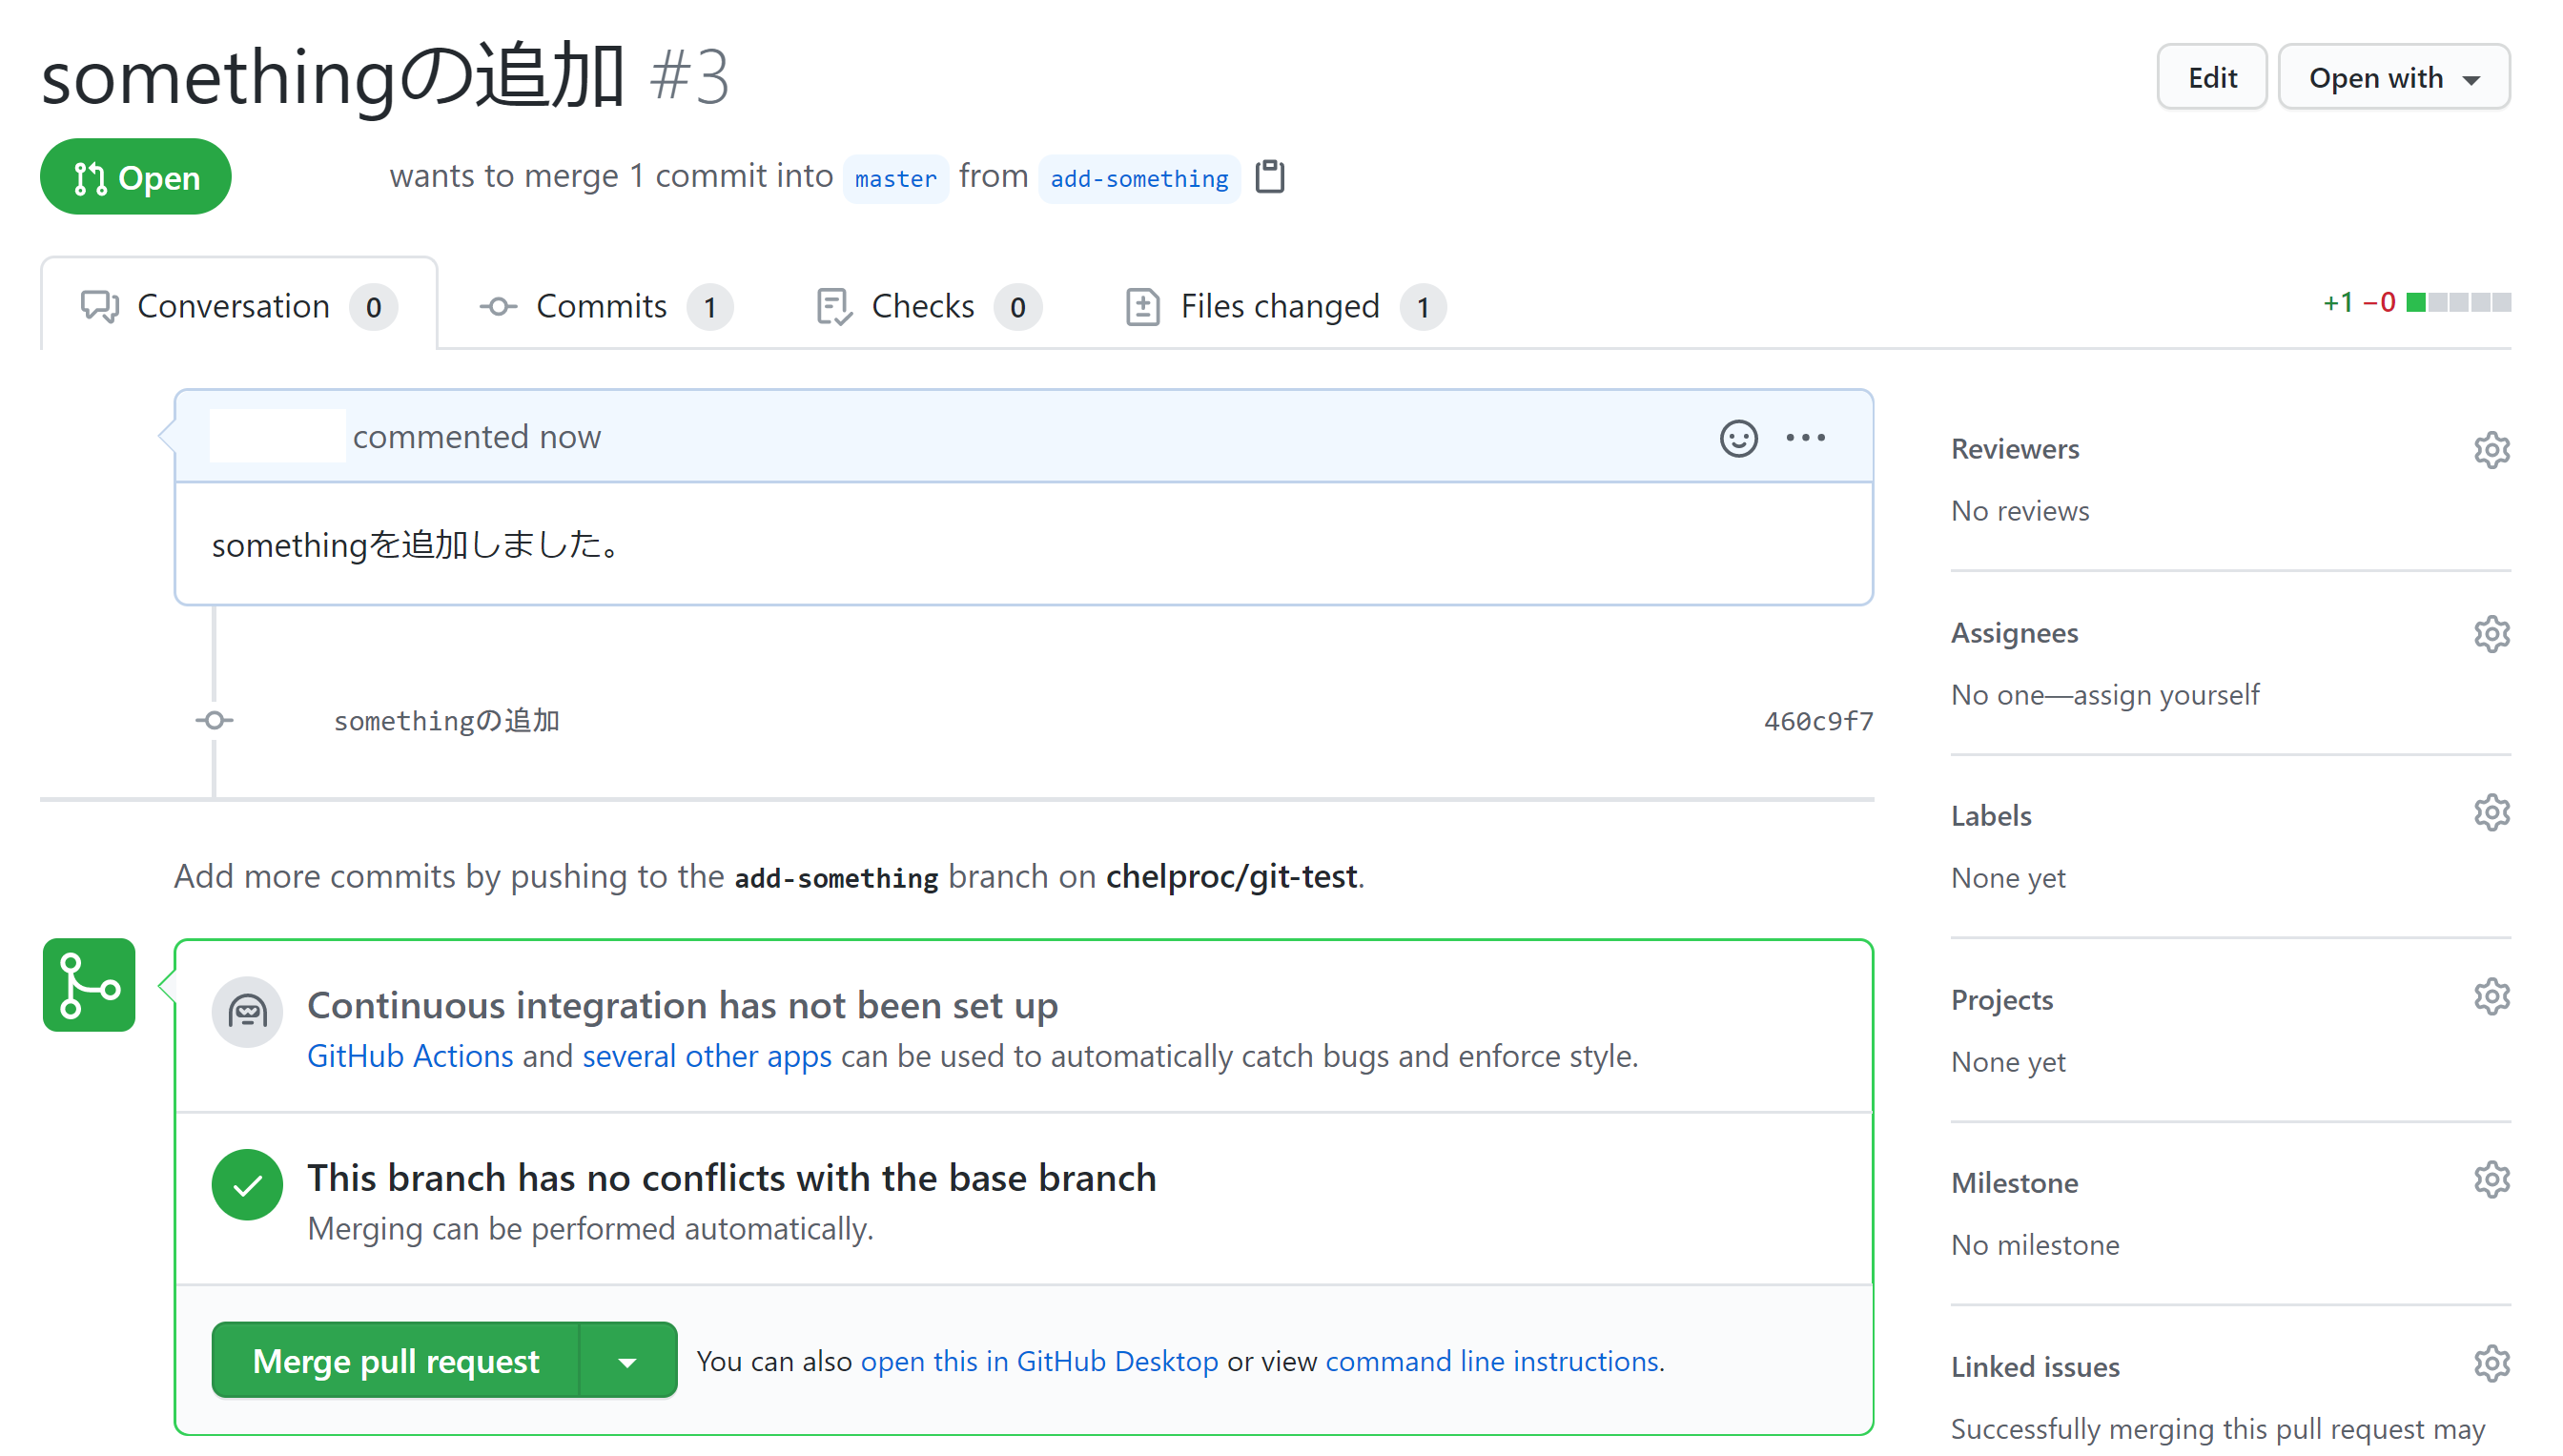 somethingの追加 #3
Edit
Open with
Open
wants to merge 1 commit into master from add-something
Conversation 0
Commits 1
Checks 0
Files changed 1
+1 −0
commented now
somethingを追加しました。
somethingの追加
460c9f7
Add more commits by pushing to the add-something branch on chelproc/git-test.
Continuous integration has not been set up
GitHub Actions and several other apps can be used to automatically catch bugs and enforce style.
This branch has no conflicts with the base branch
Merging can be performed automatically.
Merge pull request
You can also open this in GitHub Desktop or view command line instructions.
Reviewers
No reviews
Assignees
No one—assign yourself
Labels
None yet
Projects
None yet
Milestone
No milestone
Linked issues
Successfully merging this pull request may